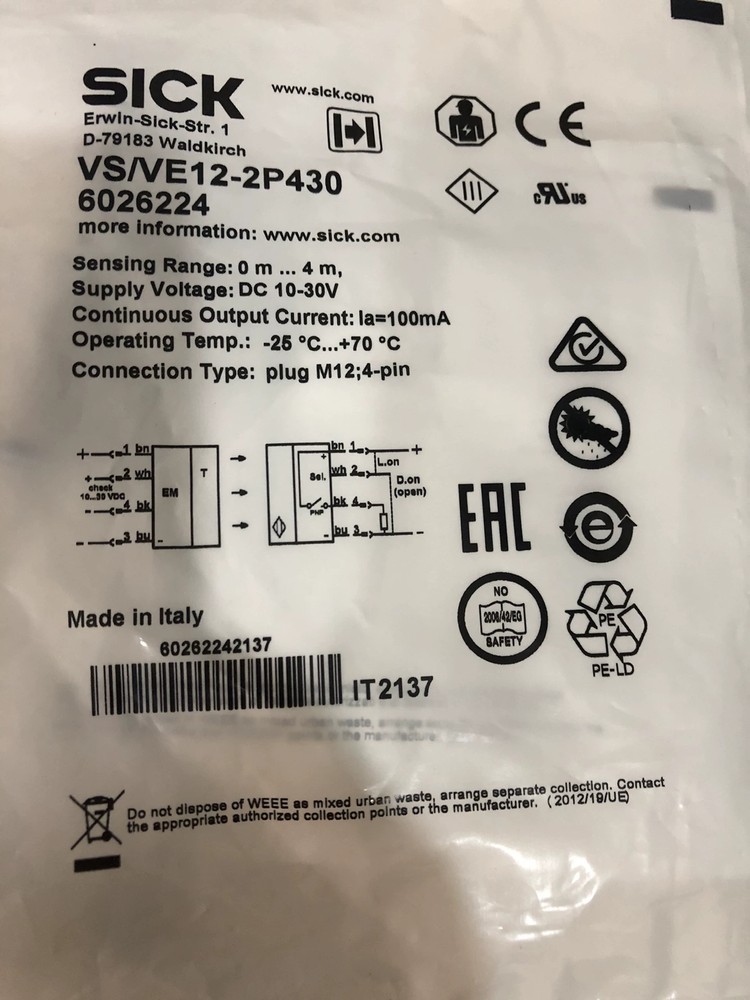 SICK
www.sick.com
Erwin-Sick-Str. 1
D-79183 Waldkirch
VS/VE12-2P430
6026224
more information: www.sick.com
CE
III
cRUus
Sensing Range: 0 m ... 4 m,
Supply Voltage: DC 10-30V
Continuous Output Current: Ia=100mA
Operating Temp.: -25 °C...+70 °C
Connection Type: plug M12;4-pin
+ 1 bn
+ 2 wh
check
10...30 VDC
- 4 bk
- 3 bu -
EM
T
+
Sel.
PNP
-
bn 1 +
wh 2
bk 4
bu 3 -
L.on
D.on
(open)
EAC
e
NO
2006/42/EG
SAFETY
PE
PE-LD
Made in Italy
60262242137
IT2137
Do not dispose of WEEE as mixed urban waste, arrange separate collection. Contact
the appropriate authorized collection points or the manufacturer. (2012/19/UE)